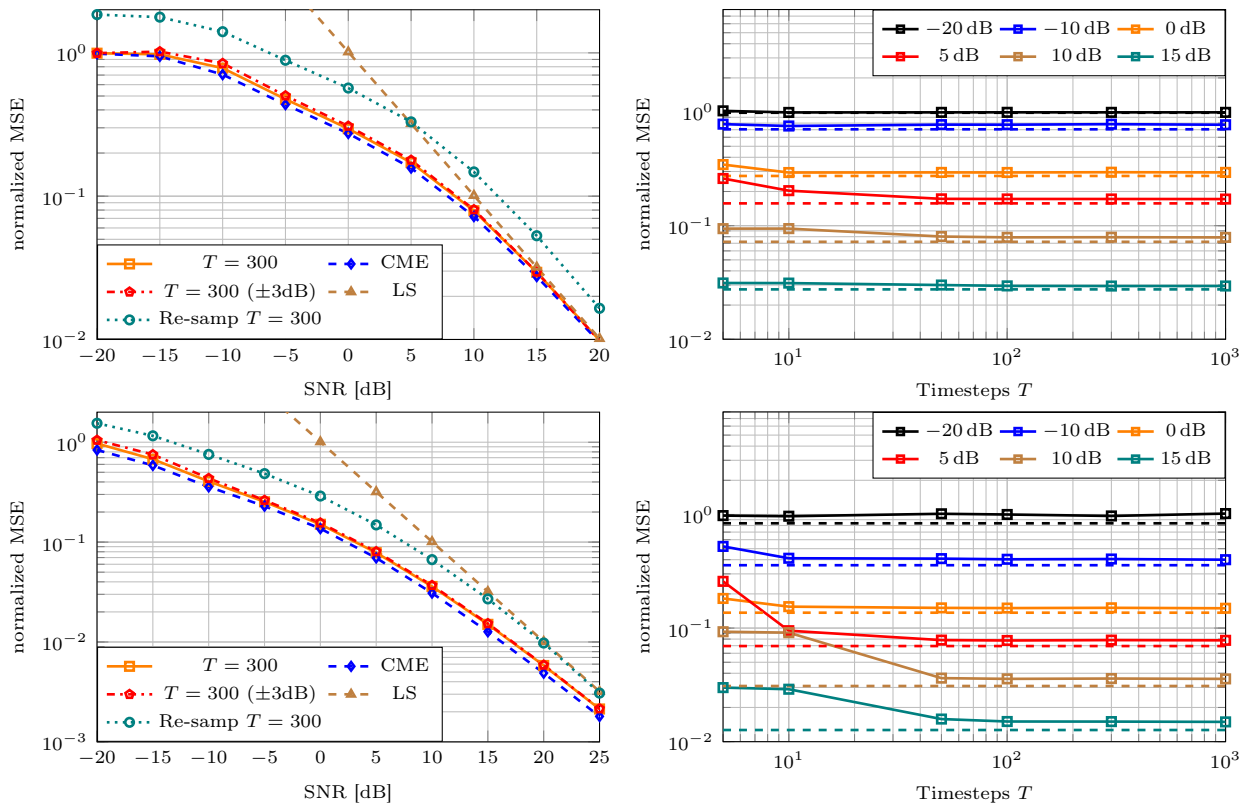 10^0
10^−1
10^−2
normalized MSE
−20 −15 −10 −5 0 5 10 15 20
SNR [dB]
T = 300 CME
T = 300 (±3dB) LS
Re-samp T = 300
10^0
10^−1
10^−2
normalized MSE
10^1 10^2 10^3
Timesteps T
−20 dB −10 dB 0 dB
5 dB 10 dB 15 dB
10^0
10^−1
10^−2
10^−3
normalized MSE
−20 −15 −10 −5 0 5 10 15 20 25
SNR [dB]
T = 300 CME
T = 300 (±3dB) LS
Re-samp T = 300
10^0
10^−1
10^−2
normalized MSE
10^1 10^2 10^3
Timesteps T
−20 dB −10 dB 0 dB
5 dB 10 dB 15 dB